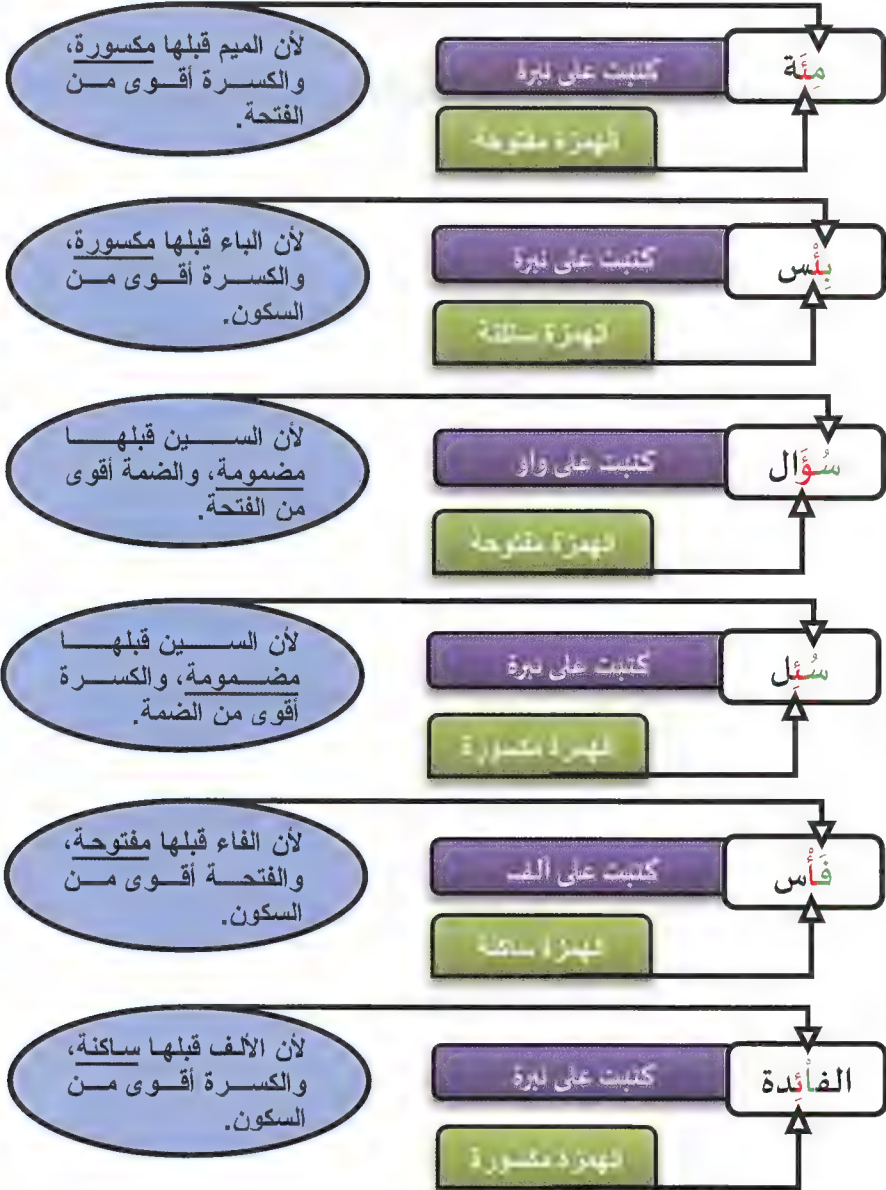 مِئَة
كتبت على نبرة
الهمزة مفتوحة
لأن الميم قبلها مكسورة،
والكسرة أقوى من
الفتحة.
بِئْس
كتبت على نبرة
الهمزة ساكنة
لأن الباء قبلها مكسورة،
والكسرة أقوى من
السكون.
سُؤَال
كتبت على واو
الهمزة مفتوحة
لأن السين قبلها
مضمومة، والضمة أقوى
من الفتحة.
سُئِل
كتبت على نبرة
الهمزة مكسورة
لأن السين قبلها
مضمومة، والكسرة
أقوى من الضمة.
فَأْس
كتبت على ألف
الهمزة ساكنة
لأن الفاء قبلها مفتوحة،
والفتحة أقوى من
السكون.
الفاْئِدة
كتبت على نبرة
الهمزة مكسورة
لأن الألف قبلها ساكنة،
والكسرة أقوى من
السكون.